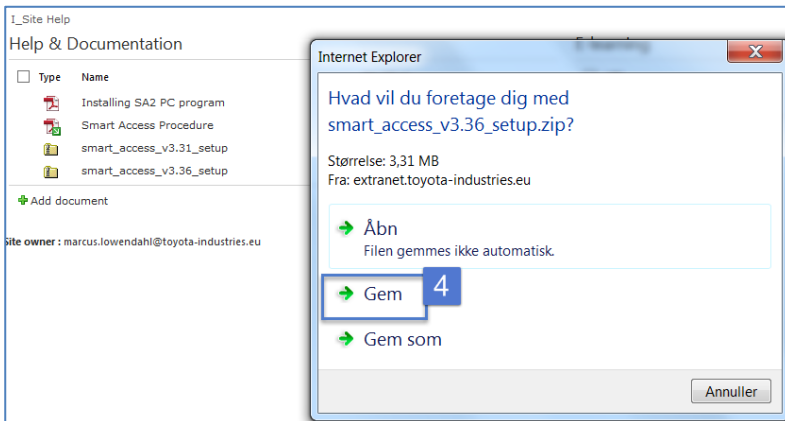 I_Site Help
Help & Documentation
Type Name
Installing SA2 PC program
Smart Access Procedure
smart_access_v3.31_setup
smart_access_v3.36_setup
Add document
Site owner : marcus.lowendahl@toyota-industries.eu
E-learning
Internet Explorer
Hvad vil du foretage dig med
smart_access_v3.36_setup.zip?
Størrelse: 3,31 MB
Fra: extranet.toyota-industries.eu
Åbn
Filen gemmes ikke automatisk.
Gem
4
Gem som
Annuller